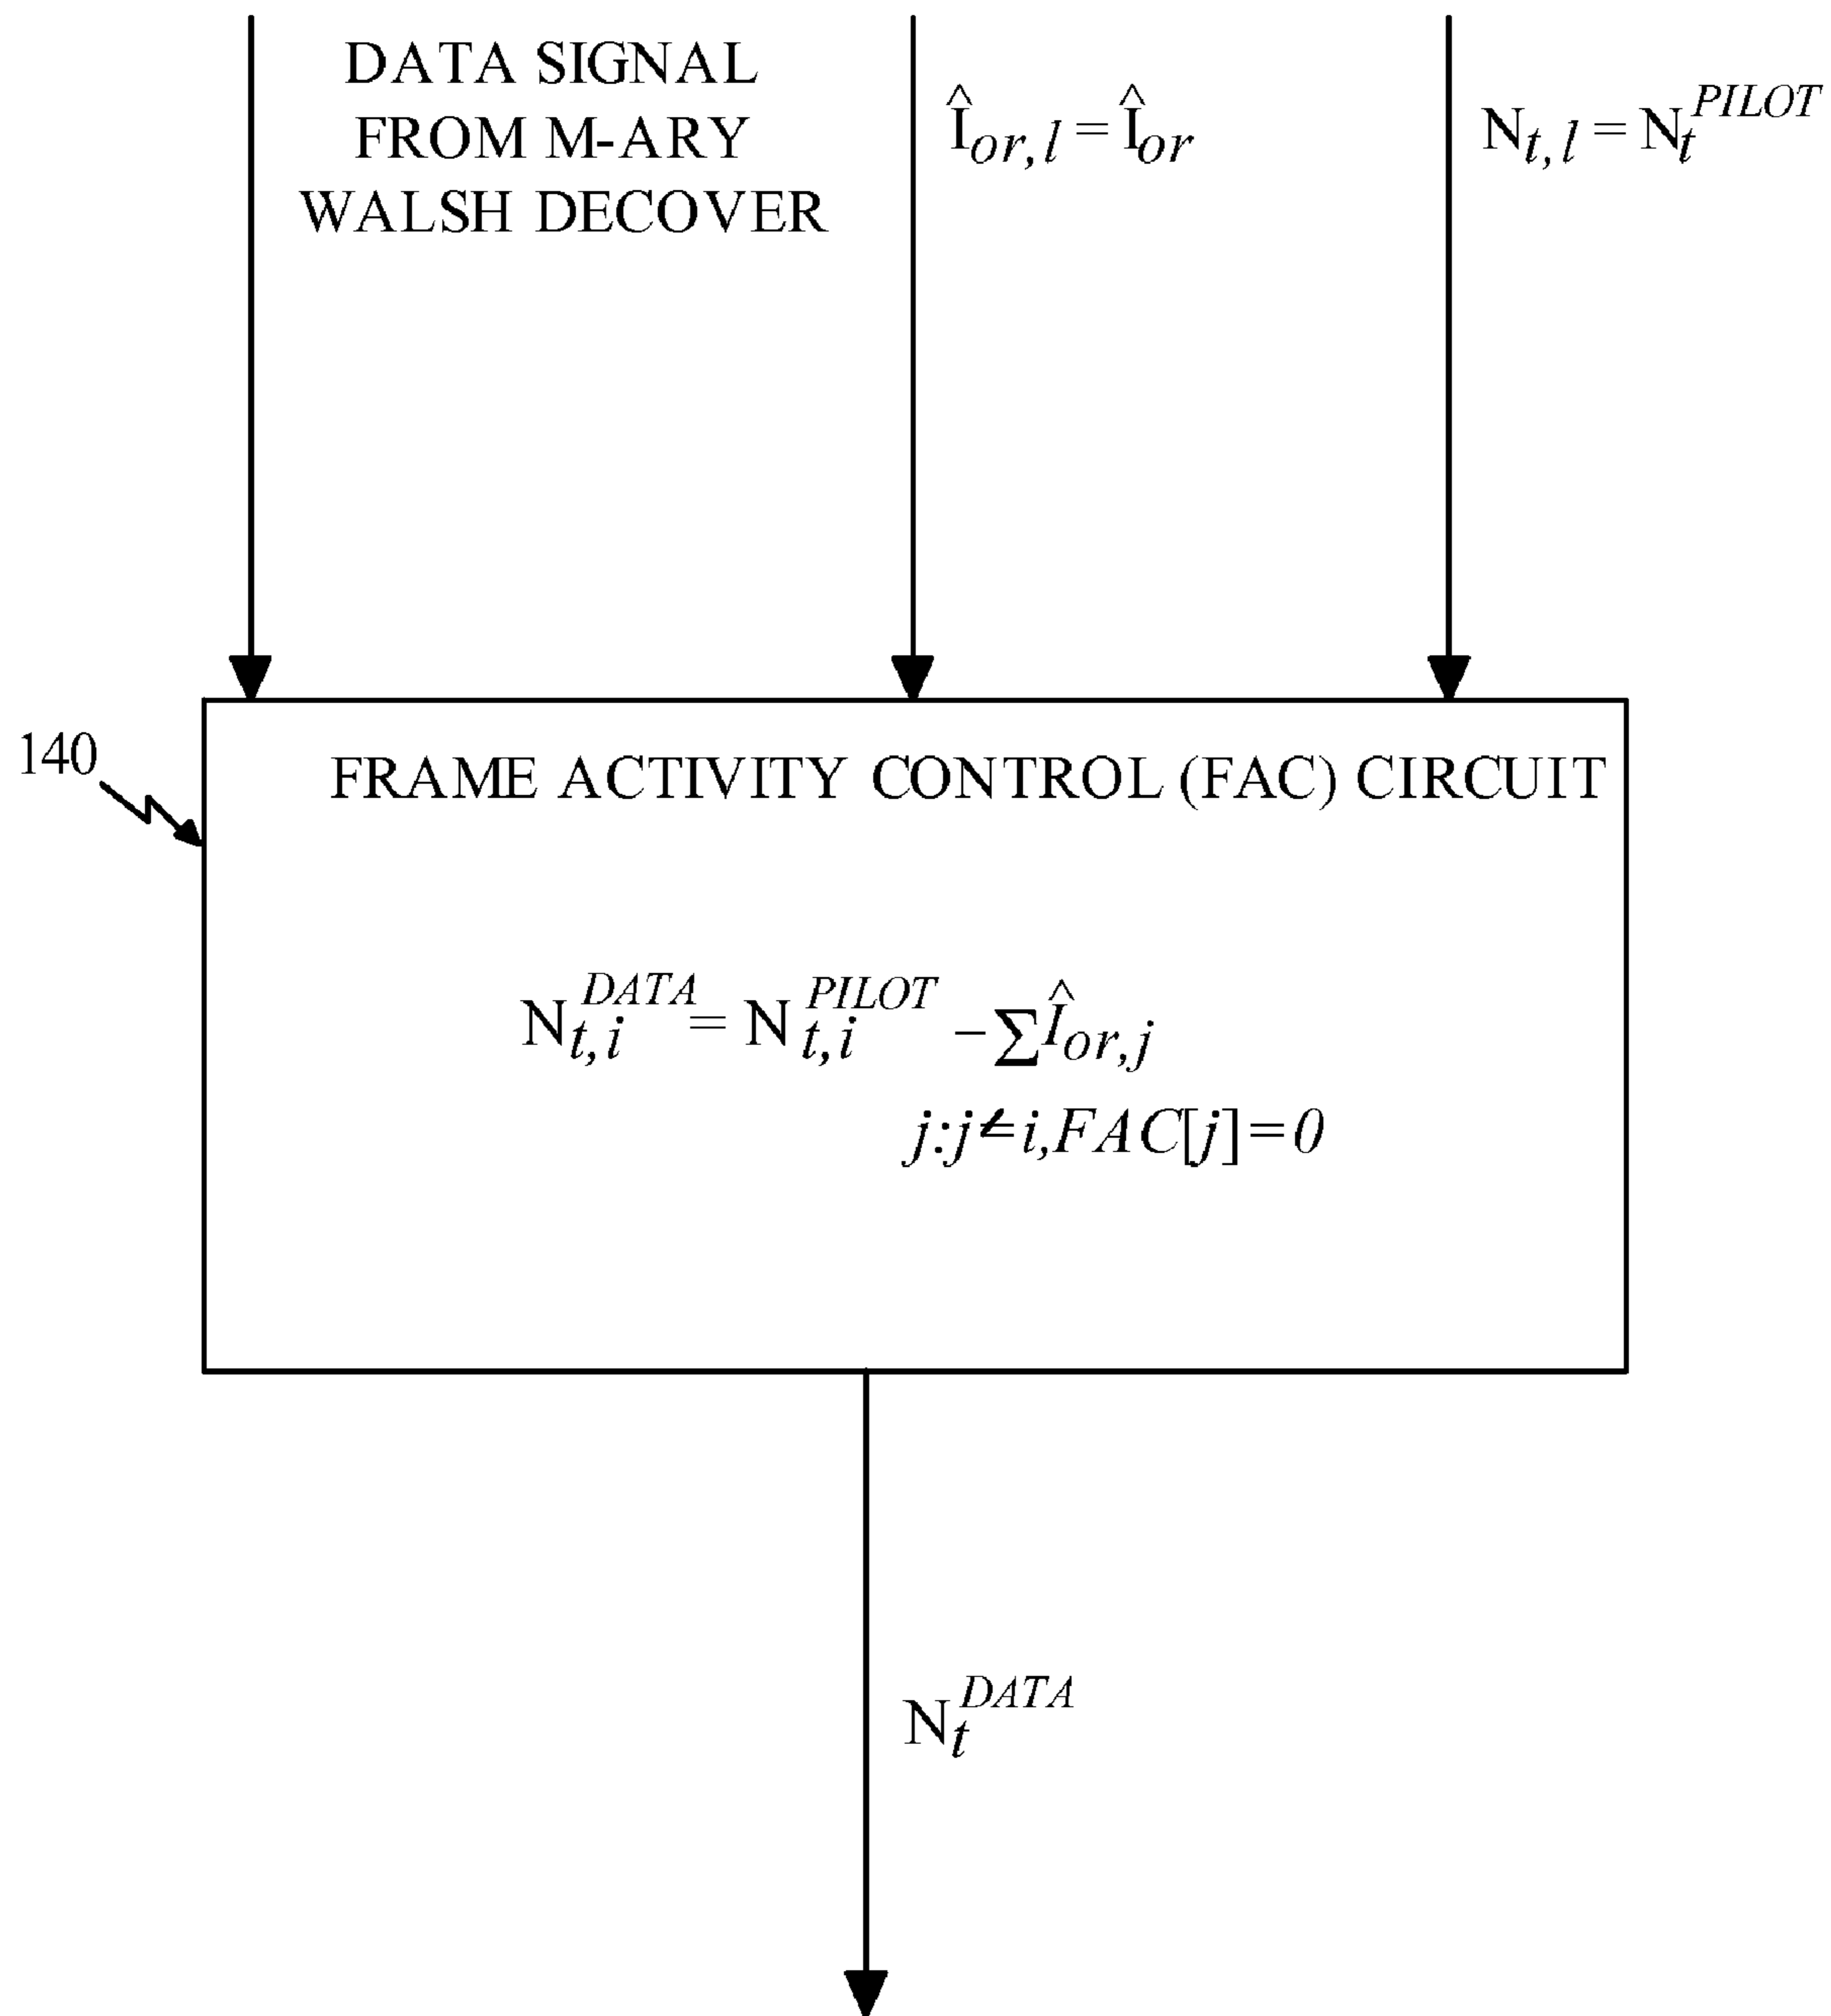 DATA SIGNAL
FROM M-ARY
WALSH DECOVER
Î_{or,l} = Î_{or}
N_{t,l} = N_t^{PILOT}
140
FRAME ACTIVITY CONTROL (FAC) CIRCUIT
N_{t,i}^{DATA} = N_{t,i}^{PILOT} − Σ Î_{or,j}
j:j≠i,FAC[j]=0
N_t^{DATA}